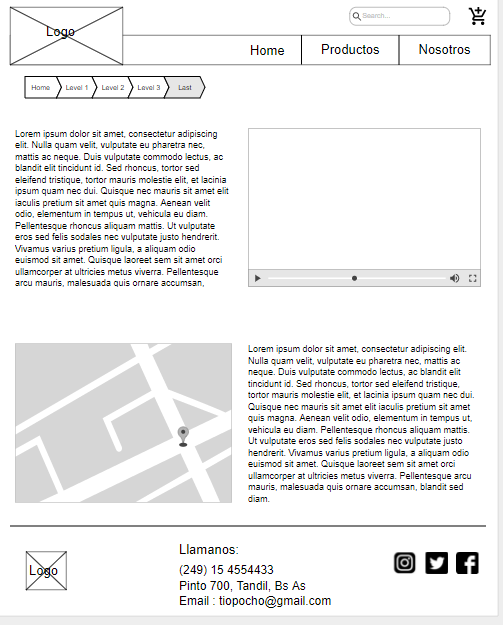 Logo
Search...
Home
Productos
Nosotros
Home
Level 1
Level 2
Level 3
Last
Lorem ipsum dolor sit amet, consectetur adipiscing
elit. Nulla quam velit, vulputate eu pharetra nec,
mattis ac neque. Duis vulputate commodo lectus, ac
blandit elit tincidunt id. Sed rhoncus, tortor sed
eleifend tristique, tortor mauris molestie elit, et lacinia
ipsum quam nec dui. Quisque nec mauris sit amet elit
iaculis pretium sit amet quis magna. Aenean velit
odio, elementum in tempus ut, vehicula eu diam.
Pellentesque rhoncus aliquam mattis. Ut vulputate
eros sed felis sodales nec vulputate justo hendrerit.
Vivamus varius pretium ligula, a aliquam odio
euismod sit amet. Quisque laoreet sem sit amet orci
ullamcorper at ultricies metus viverra. Pellentesque
arcu mauris, malesuada quis ornare accumsan,
Lorem ipsum dolor sit amet, consectetur adipiscing elit.
Nulla quam velit, vulputate eu pharetra nec, mattis ac
neque. Duis vulputate commodo lectus, ac blandit elit
tincidunt id. Sed rhoncus, tortor sed eleifend tristique,
tortor mauris molestie elit, et lacinia ipsum quam nec dui.
Quisque nec mauris sit amet elit iaculis pretium sit amet
quis magna. Aenean velit odio, elementum in tempus ut,
vehicula eu diam. Pellentesque rhoncus aliquam mattis.
Ut vulputate eros sed felis sodales nec vulputate justo
hendrerit. Vivamus varius pretium ligula, a aliquam odio
euismod sit amet. Quisque laoreet sem sit amet orci
ullamcorper at ultricies metus viverra. Pellentesque arcu
mauris, malesuada quis ornare accumsan, blandit sed
diam.
Logo
Llamanos:
(249) 15 4554433
Pinto 700, Tandil, Bs As
Email : tiopocho@gmail.com